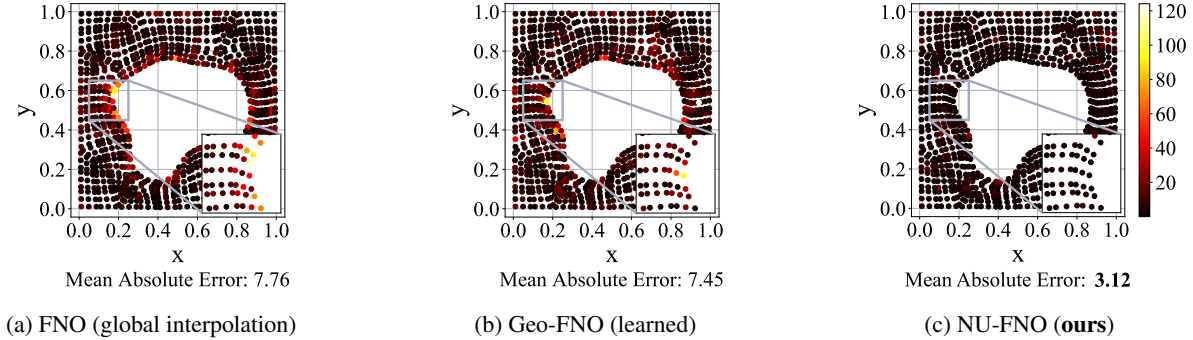 1.0
0.8
0.6
0.4
0.2
0.0
y
0.0 0.2 0.4 0.6 0.8 1.0
x
Mean Absolute Error: 7.76
(a) FNO (global interpolation)
1.0
0.8
0.6
0.4
0.2
0.0
y
0.0 0.2 0.4 0.6 0.8 1.0
x
Mean Absolute Error: 7.45
(b) Geo-FNO (learned)
1.0
0.8
0.6
0.4
0.2
0.0
y
0.0 0.2 0.4 0.6 0.8 1.0
x
Mean Absolute Error: 3.12
(c) NU-FNO (ours)
120
100
80
60
40
20